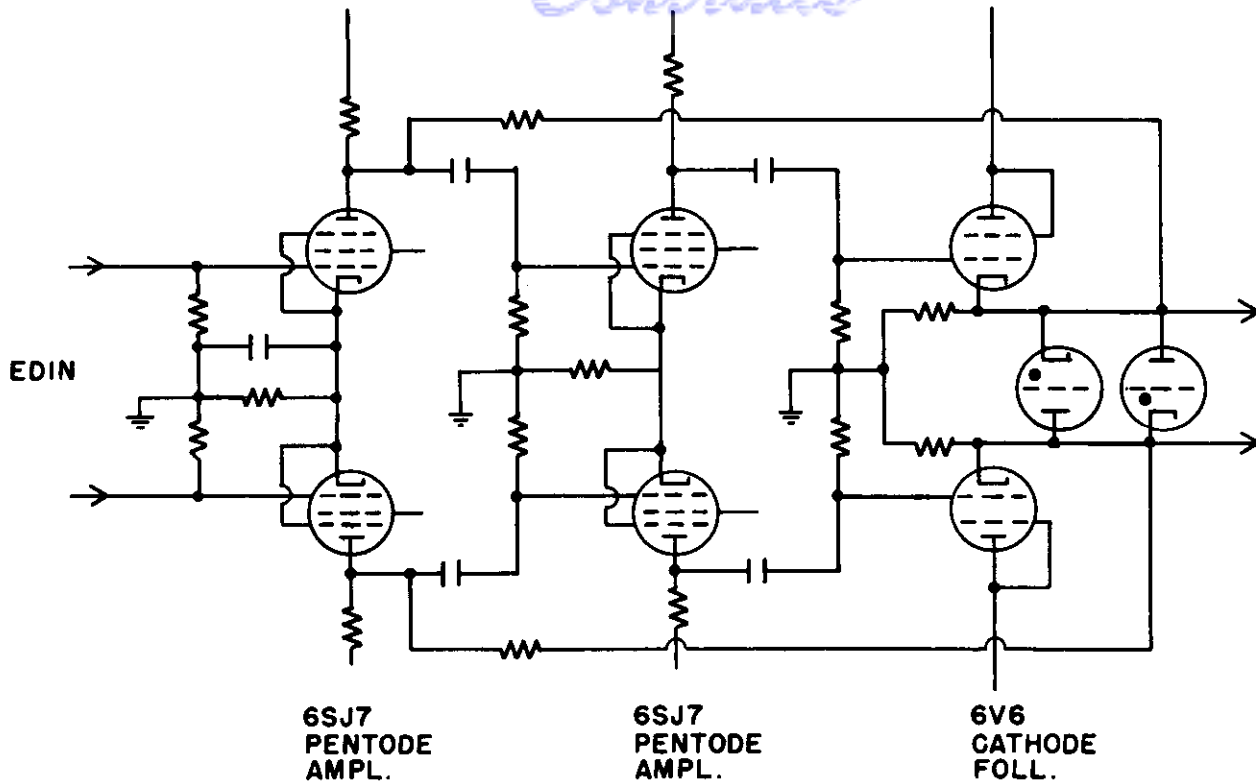 EDIN
6SJ7
PENTODE
AMPL.
6SJ7
PENTODE
AMPL.
6V6
CATHODE
FOLL.